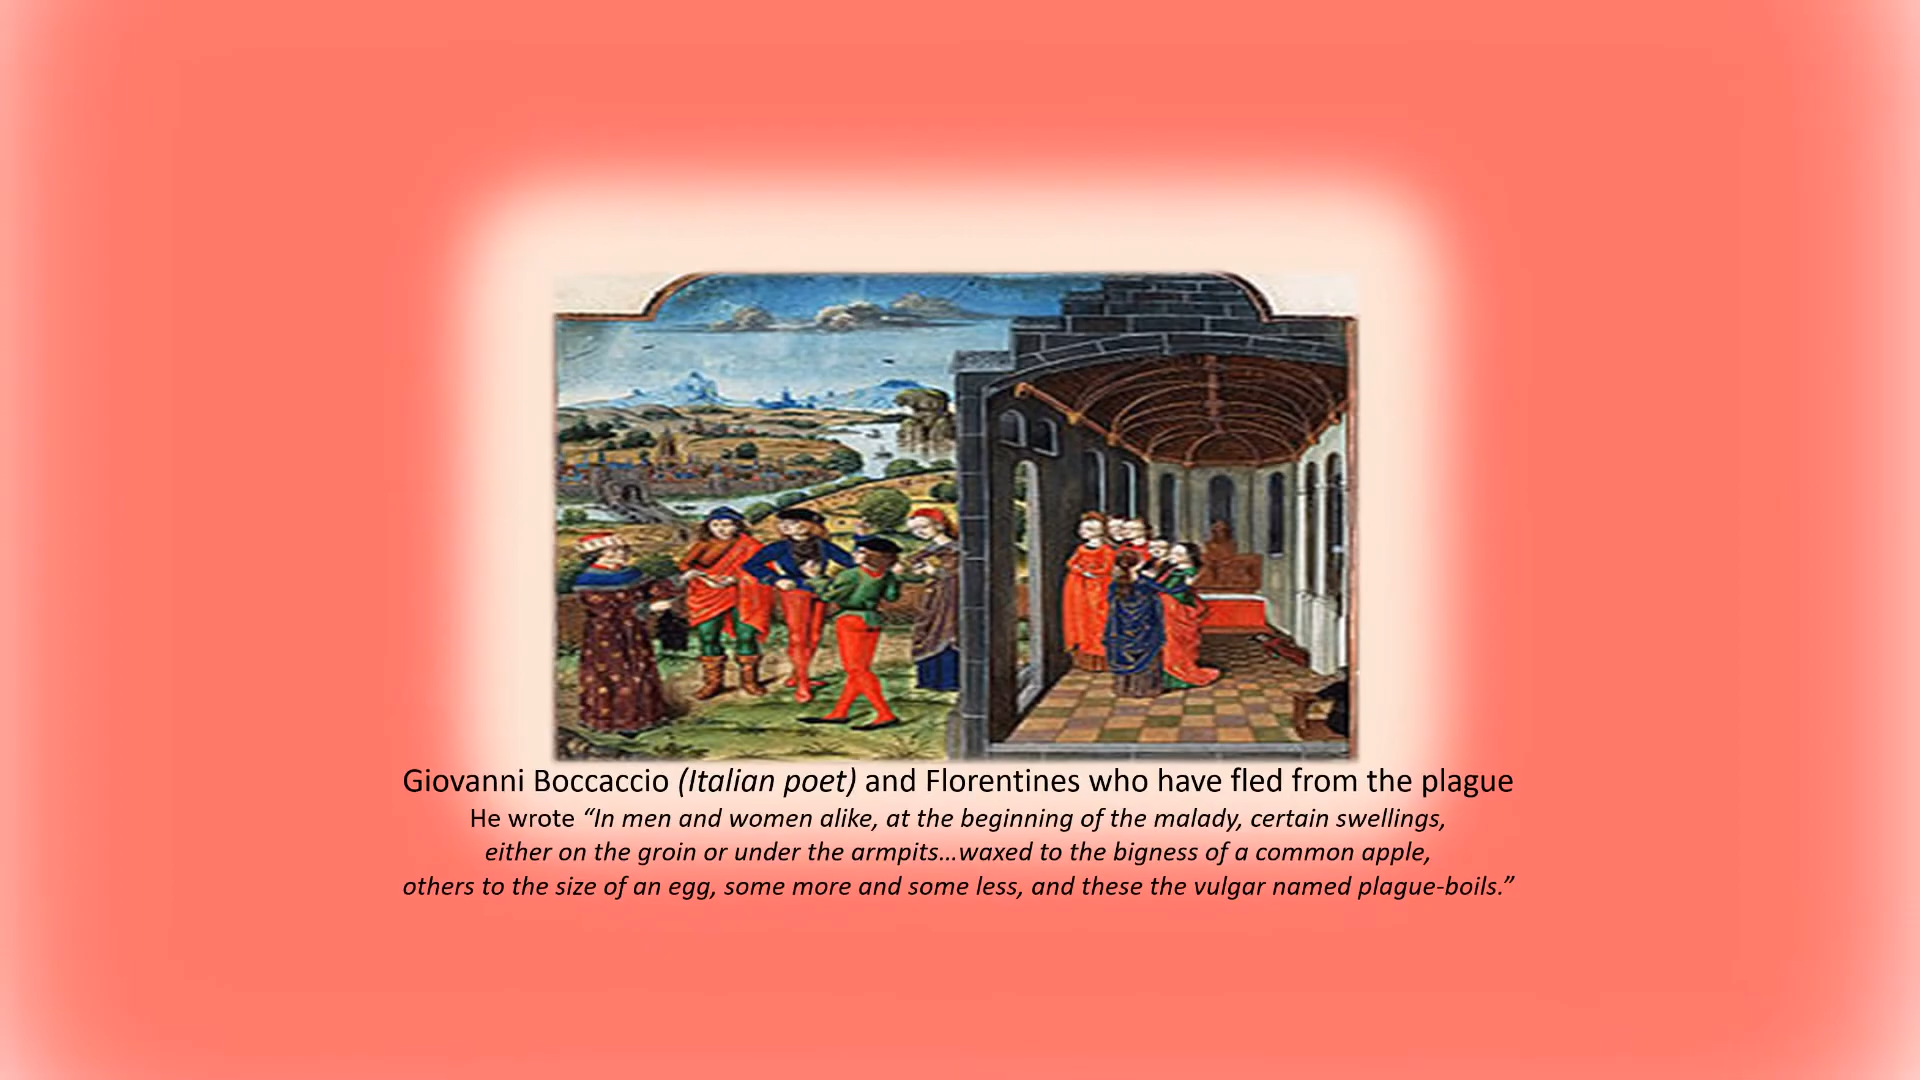 Giovanni Boccaccio (Italian poet) and Florentines who have fled from the plague
He wrote “In men and women alike, at the beginning of the malady, certain swellings,
either on the groin or under the armpits…waxed to the bigness of a common apple,
others to the size of an egg, some more and some less, and these the vulgar named plague-boils.”